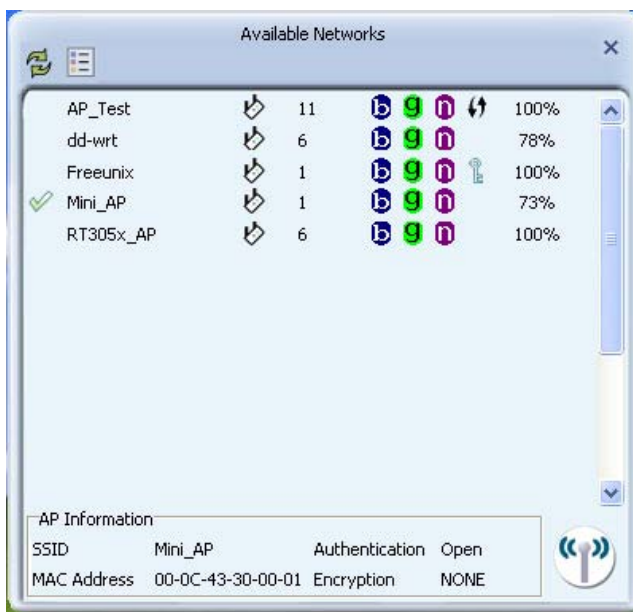 Available Networks
AP_Test 11 b g n 100%
dd-wrt 6 b g n 78%
Freeunix 1 b g n 100%
Mini_AP 1 b g n 73%
RT305x_AP 6 b g n 100%
AP Information
SSID Mini_AP Authentication Open
MAC Address 00-0C-43-30-00-01 Encryption NONE